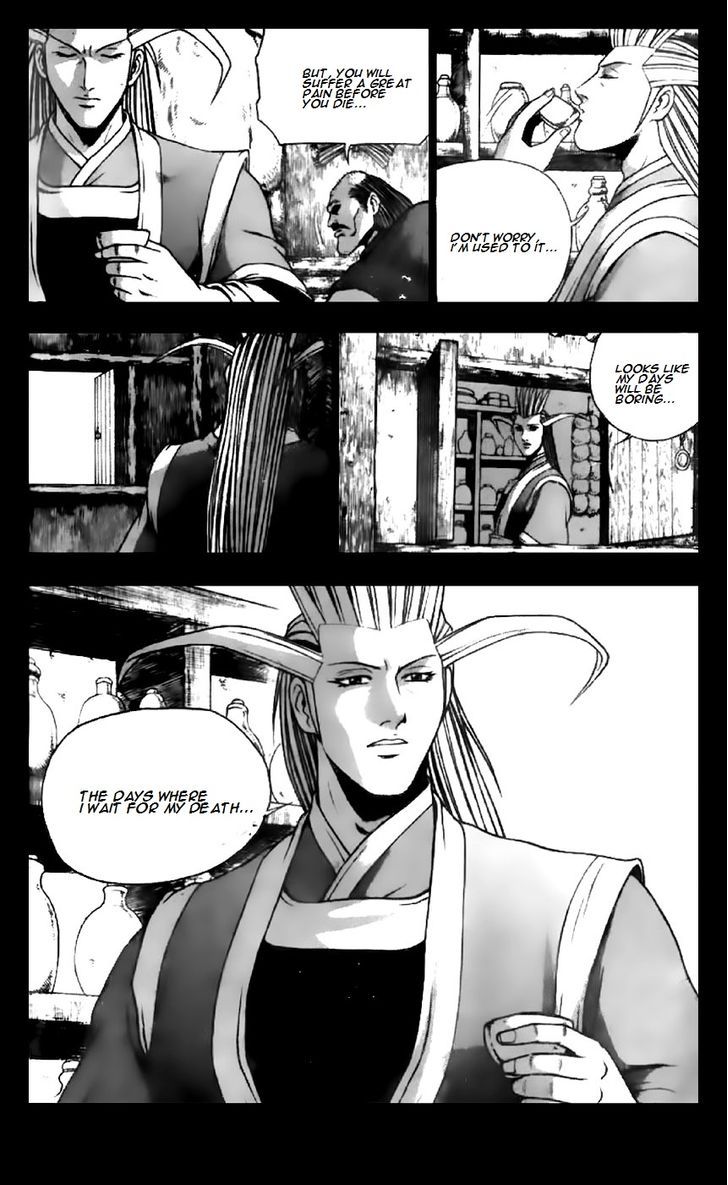 BUT, YOU WILL
SUFFER A GREAT
PAIN BEFORE
YOU DIE...
DON'T WORRY,
I'M USED TO IT...
LOOKS LIKE
MY DAYS
WILL BE
BORING...
THE DAYS WHERE
I WAIT FOR MY DEATH...